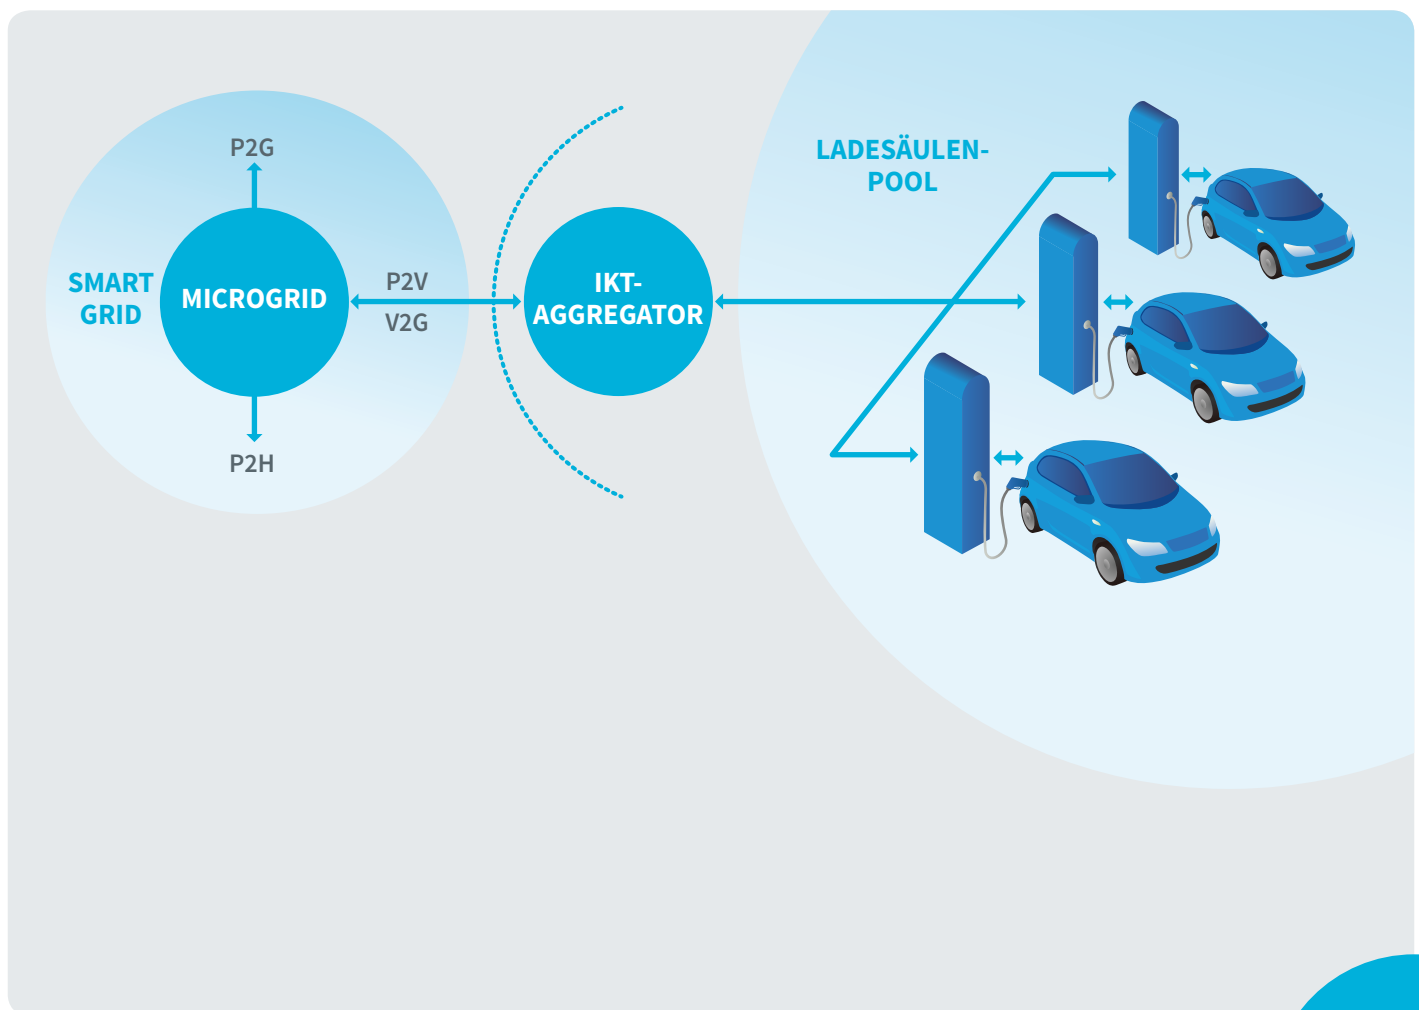 P2G
SMART
GRID
MICROGRID
P2V
V2G
P2H
IKT-
AGGREGATOR
LADESÄULEN-
POOL